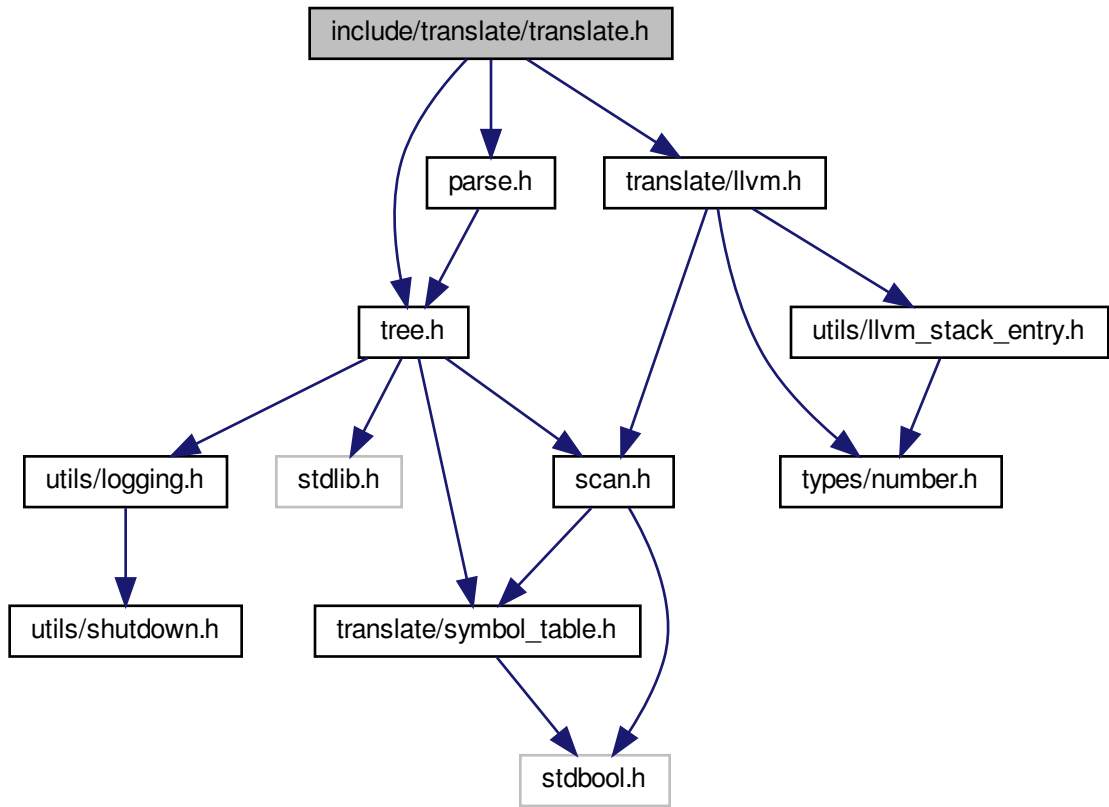 include/translate/translate.h
parse.h
translate/llvm.h
tree.h
utils/llvm_stack_entry.h
utils/logging.h
stdlib.h
scan.h
types/number.h
utils/shutdown.h
translate/symbol_table.h
stdbool.h